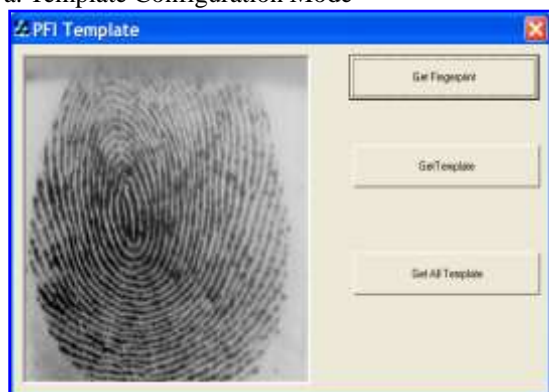 a. Template Configuration Mode
PFI Template
Get Fingerprint
GetTemplate
Get All Template